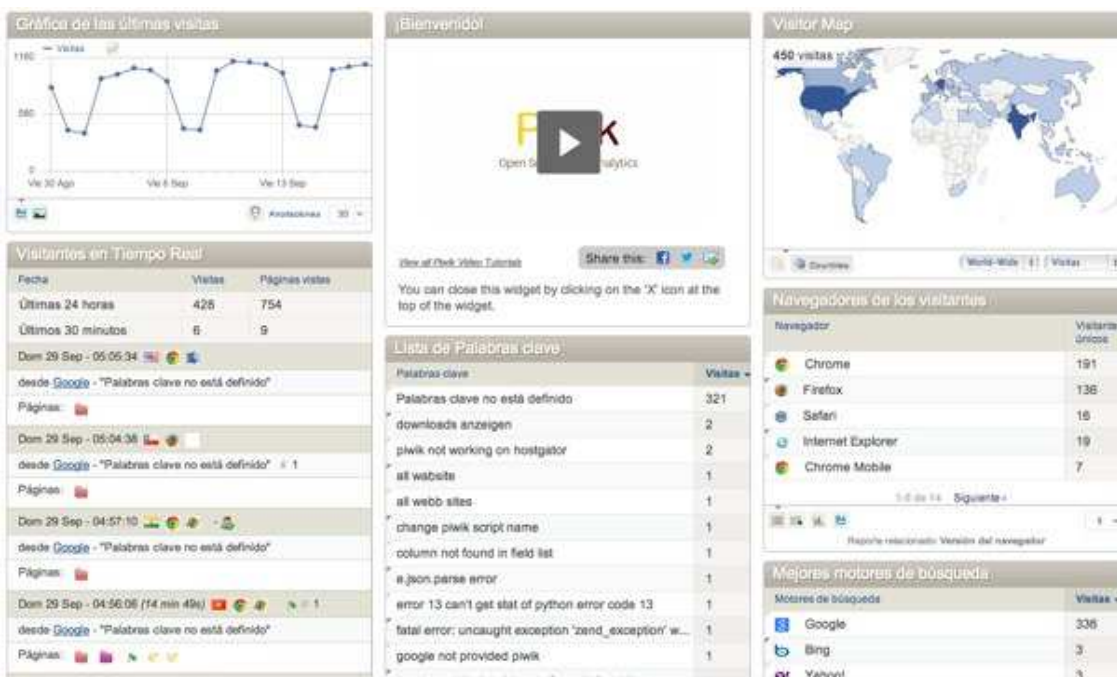 Gráfica de las últimas visitas
Visitas
1160
580
0
Vie 30 Ago
Vie 6 Sep
Vie 13 Sep
Anotaciones
30
Visitantes en Tiempo Real
Fecha Visitas Páginas vistas
Últimas 24 horas 428 754
Últimos 30 minutos 6 9
Dom 29 Sep - 05:05:34
desde Google - "Palabras clave no está definido"
Páginas:
Dom 29 Sep - 05:04:38
desde Google - "Palabras clave no está definido" # 1
Páginas:
Dom 29 Sep - 04:57:10
desde Google - "Palabras clave no está definido"
Páginas:
Dom 29 Sep - 04:56:06 (14 min 49s) # 1
desde Google - "Palabras clave no está definido"
Páginas:
¡Bienvenido!
View all Piwik Video Tutorials
Share this:
You can close this widget by clicking on the 'X' icon at the
top of the widget.
Lista de Palabras clave
Palabras clave Visitas
Palabras clave no está definido 321
downloads anzeigen 2
piwik not working on hostgator 2
all wabsite 1
all webb sites 1
change piwik script name 1
column not found in field list 1
e.json.parse error 1
error 13 can't get stat of python error code 13 1
fatal error: uncaught exception 'zend_exception' w... 1
google not provided piwik 1
Visitor Map
450 visitas
Countries
World-Wide
Visitas
Navegadores de los visitantes
Navegador
únicos
Chrome 191
Firefox 136
Safari 16
Internet Explorer 19
Chrome Mobile 7
Siguiente ›
Reporte relacionado: Versión del navegador
Mejores motores de búsqueda
Motores de búsqueda Visitas
Google 336
Bing 3
Yahoo! 3